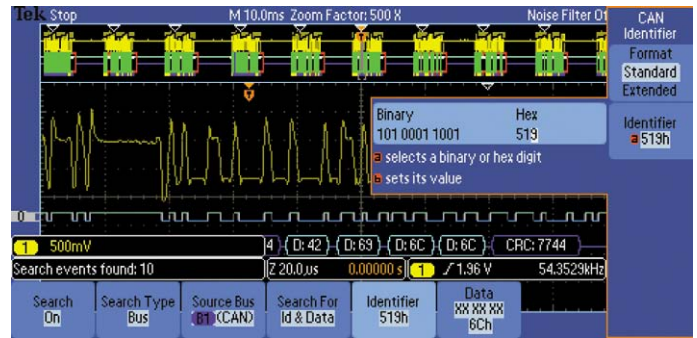 Tek Stop M 10.0ms Zoom Factor: 500 X Noise Filter Of
CAN
Identifier
Format
Standard
Extended
Identifier
a 519h
Binary Hex
101 0001 1001 519
a selects a binary or hex digit
b sets its value
1 500mV
4 D: 42 D: 69 D: 6C D: 6C CRC: 7744
Search events found: 10 Z 20.0µs 0.00000 s 1 1.96 V 54.3529kHz
Search
On
Search Type
Bus
Source Bus
B1 (CAN)
Search For
Id & Data
Identifier
519h
Data
XX XX XX
XX XX
6Ch